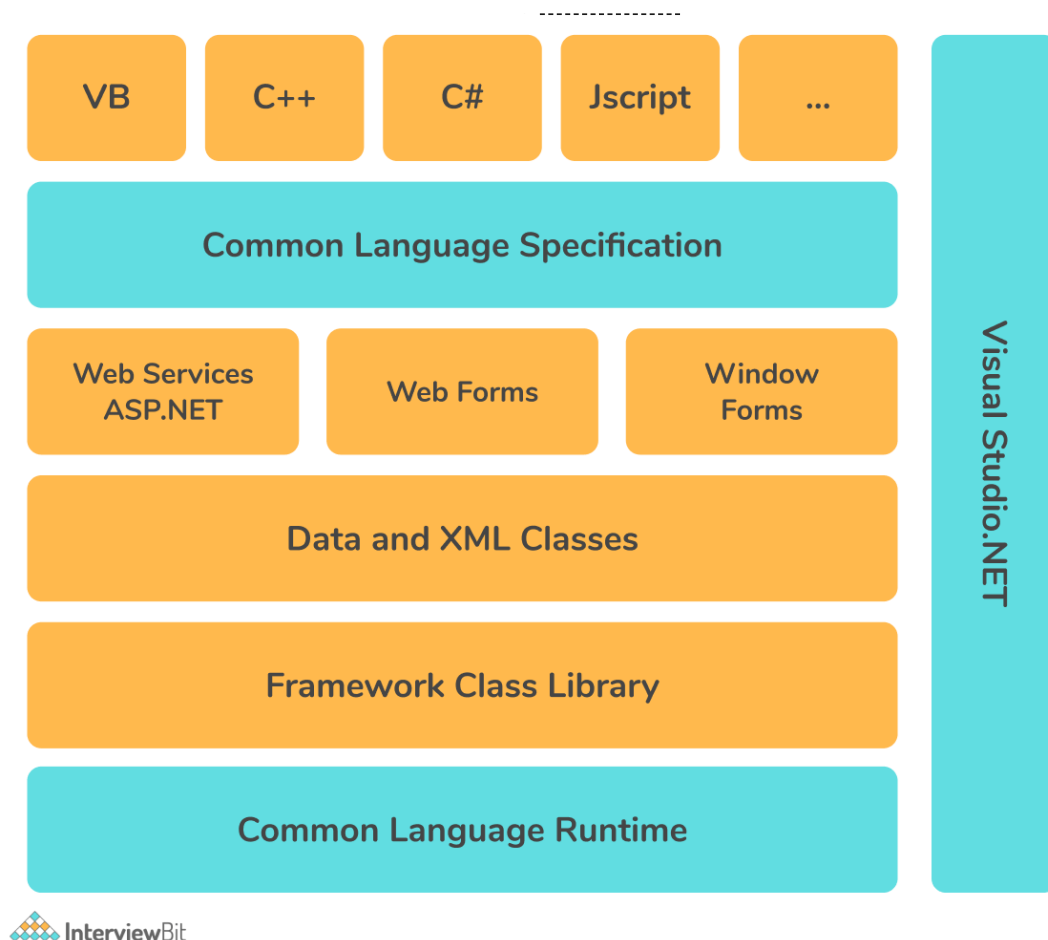 VB
C++
C#
Jscript
...
Common Language Specification
Web Services
ASP.NET
Web Forms
Window
Forms
Data and XML Classes
Framework Class Library
Common Language Runtime
Visual Studio.NET
InterviewBit